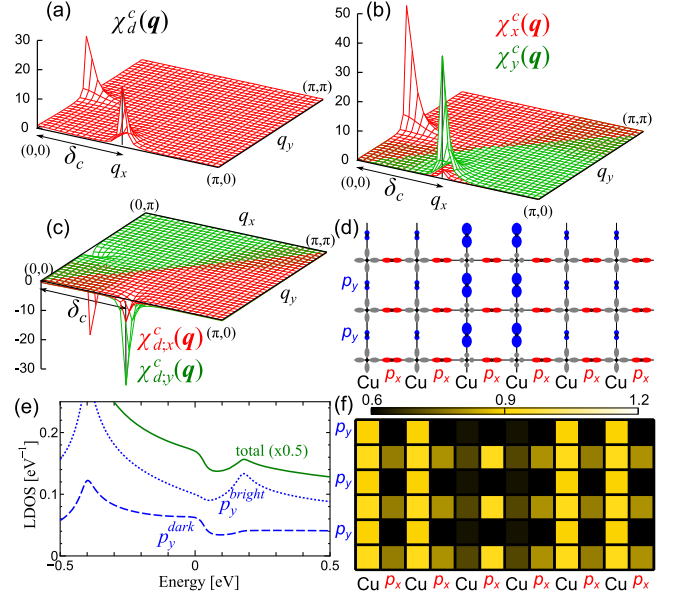 (a)
χ^c_d(q)
30
20
10
0
(0,0)
δ_c
q_x
(π,0)
q_y
(π,π)
(b)
χ^c_x(q)
χ^c_y(q)
50
40
30
20
10
0
(0,0)
δ_c
q_x
(π,0)
q_y
(π,π)
(c)
(0,π)
q_x
(π,π)
(0,0)
q_y
δ_c
(π,0)
0
-10
-20
-30
χ^c_{d;x}(q)
χ^c_{d;y}(q)
(d)
p_y
p_y
Cu p_x Cu p_x Cu p_x Cu p_x Cu p_x Cu p_x
(e)
LDOS [eV⁻¹]
0.2
0.1
0
total (x0.5)
p_y^{bright}
p_y^{dark}
-0.5 0 0.5
Energy [eV]
0.6 0.9 1.2
(f)
p_y
p_y
p_y
Cu p_x Cu p_x Cu p_x Cu p_x Cu p_x